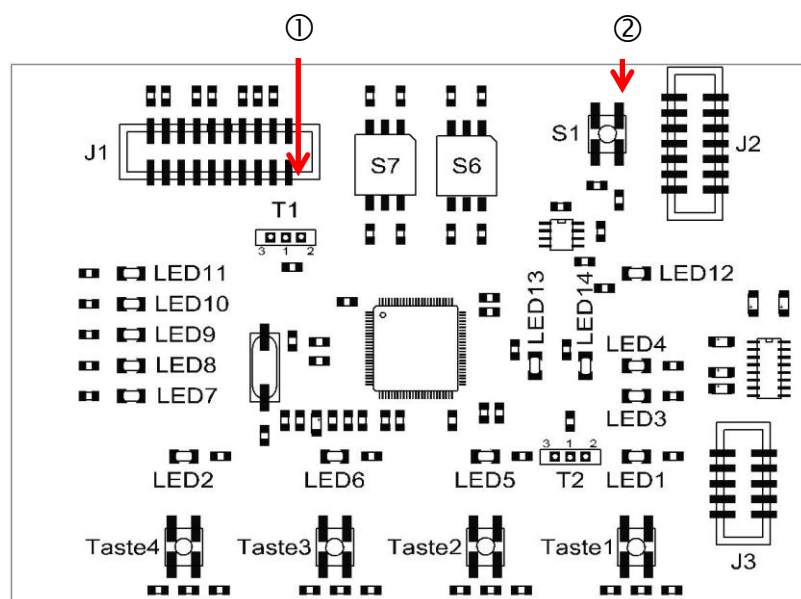 ① ②
J1 S7 S6 S1 J2
T1
3 1 2
LED11 LED13 LED14 LED12
LED10
LED9 LED4
LED8
LED7 LED3
3 1 2
LED2 LED6 LED5 T2 LED1
Taste4 Taste3 Taste2 Taste1
J3